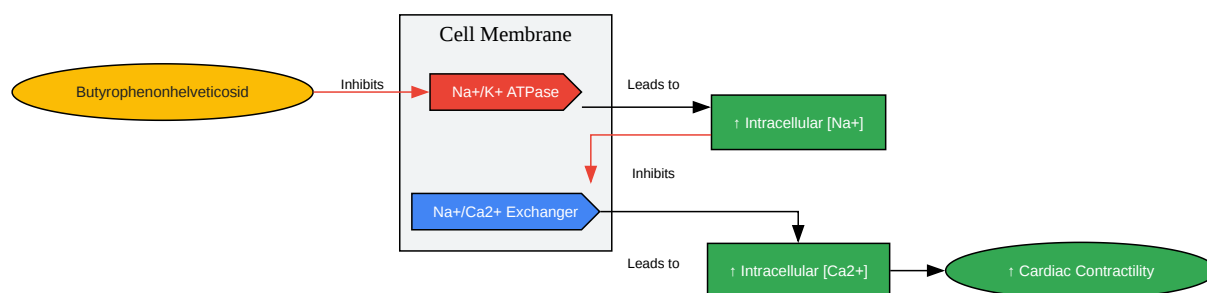 Cell Membrane
Butyrophenonhelveticosid
Inhibits
Na+/K+ ATPase
Leads to
↑ Intracellular [Na+]
Inhibits
Na+/Ca2+ Exchanger
Leads to
↑ Intracellular [Ca2+]
↑ Cardiac Contractility